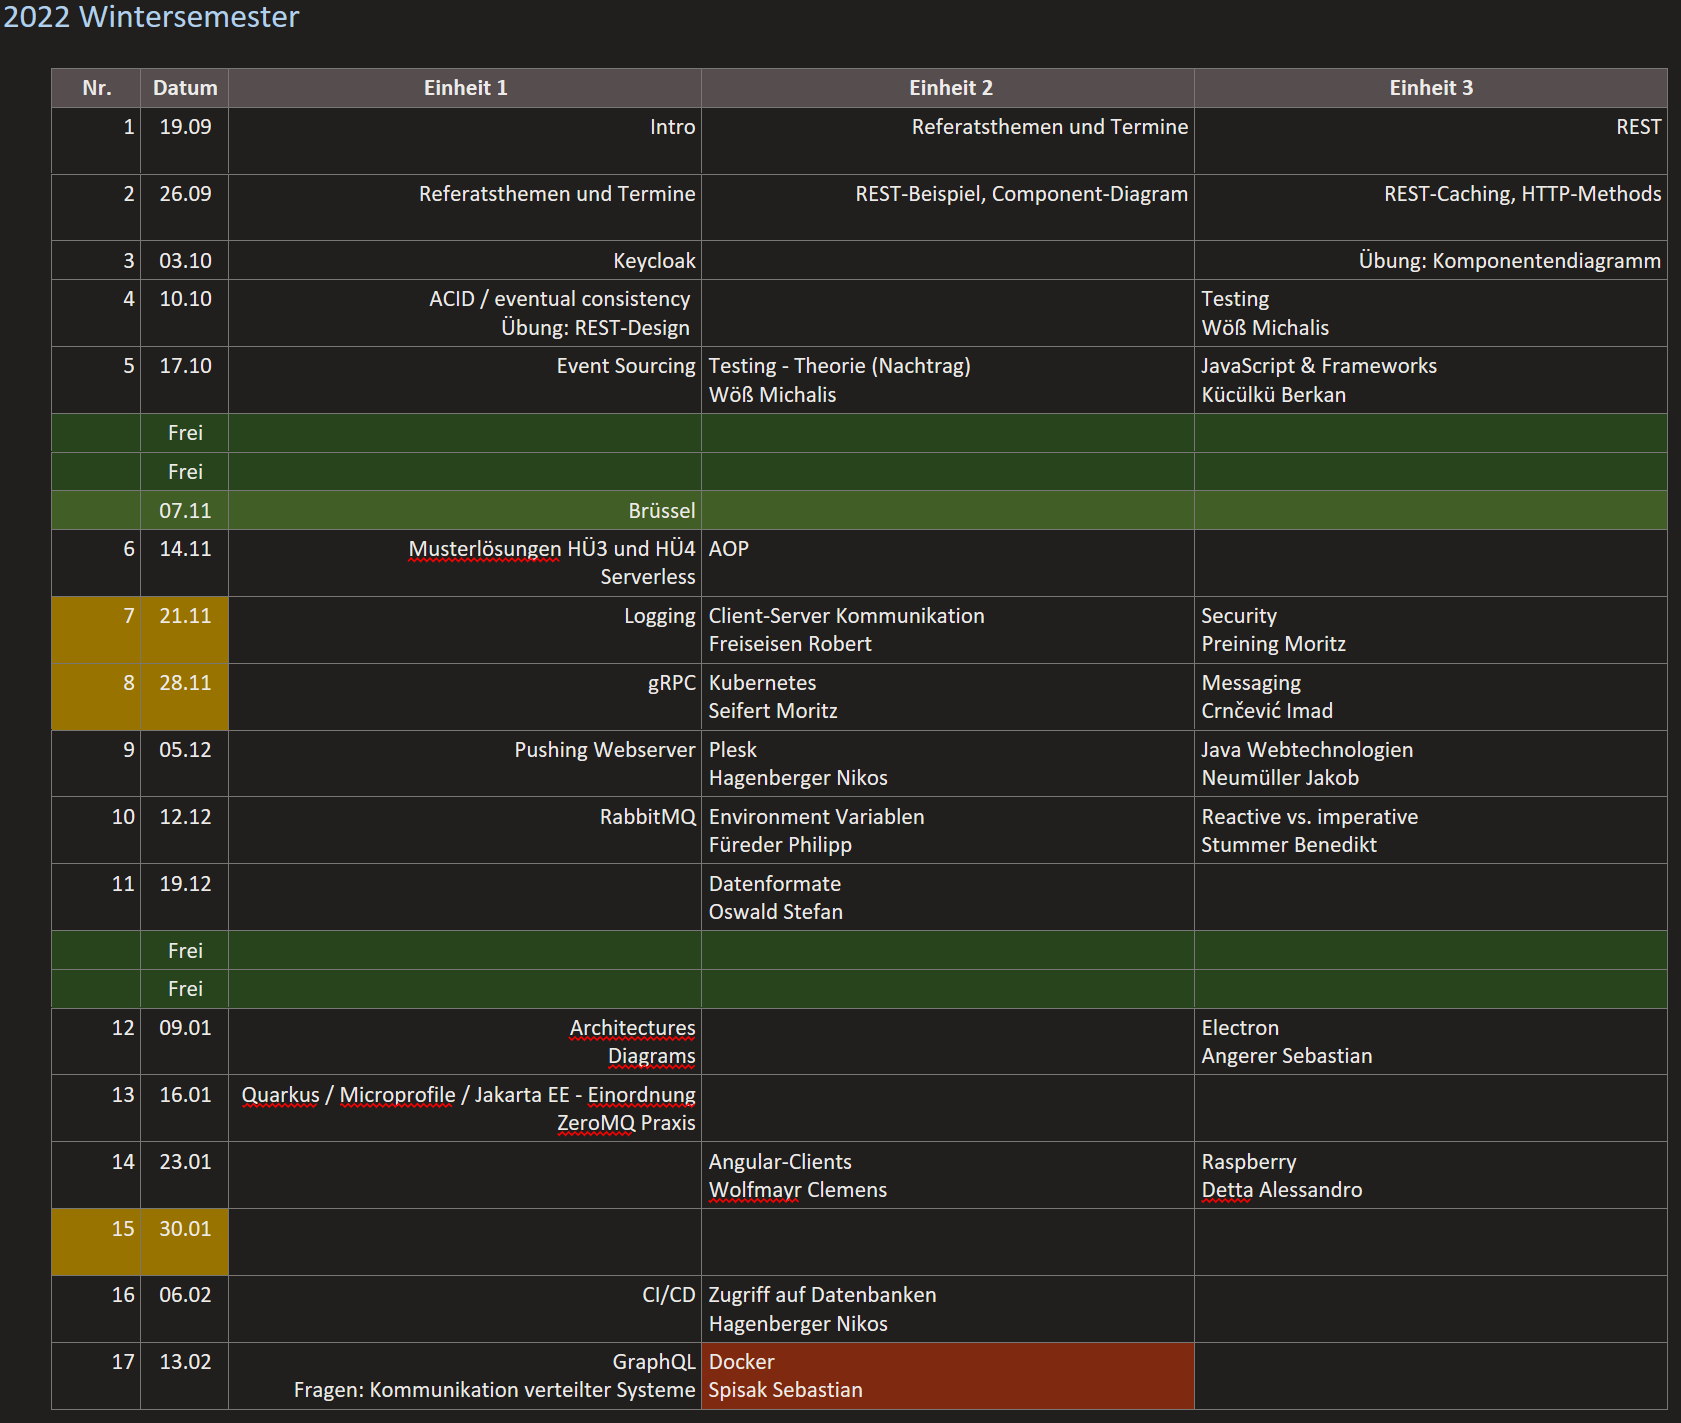 2022 Wintersemester
Nr. Datum Einheit 1 Einheit 2 Einheit 3
1 19.09 Intro Referatsthemen und Termine REST
2 26.09 Referatsthemen und Termine REST-Beispiel, Component-Diagram REST-Caching, HTTP-Methods
3 03.10 Keycloak Übung: Komponentendiagramm
4 10.10 ACID / eventual consistency Testing
Übung: REST-Design Wöß Michalis
5 17.10 Event Sourcing Testing - Theorie (Nachtrag) JavaScript & Frameworks
Wöß Michalis Kücülkü Berkan
Frei
Frei
07.11 Brüssel
6 14.11 Musterlösungen HÜ3 und HÜ4 AOP
Serverless
7 21.11 Logging Client-Server Kommunikation Security
Freiseisen Robert Preining Moritz
8 28.11 gRPC Kubernetes Messaging
Seifert Moritz Crnčević Imad
9 05.12 Pushing Webserver Plesk Java Webtechnologien
Hagenberger Nikos Neumüller Jakob
10 12.12 RabbitMQ Environment Variablen Reactive vs. imperative
Füreder Philipp Stummer Benedikt
11 19.12 Datenformate
Oswald Stefan
Frei
Frei
12 09.01 Architectures Electron
Diagrams Angerer Sebastian
13 16.01 Quarkus / Microprofile / Jakarta EE - Einordnung
ZeroMQ Praxis
14 23.01 Angular-Clients Raspberry
Wolfmayr Clemens Detta Alessandro
15 30.01
16 06.02 CI/CD Zugriff auf Datenbanken
Hagenberger Nikos
17 13.02 GraphQL Docker
Fragen: Kommunikation verteilter Systeme Spisak Sebastian